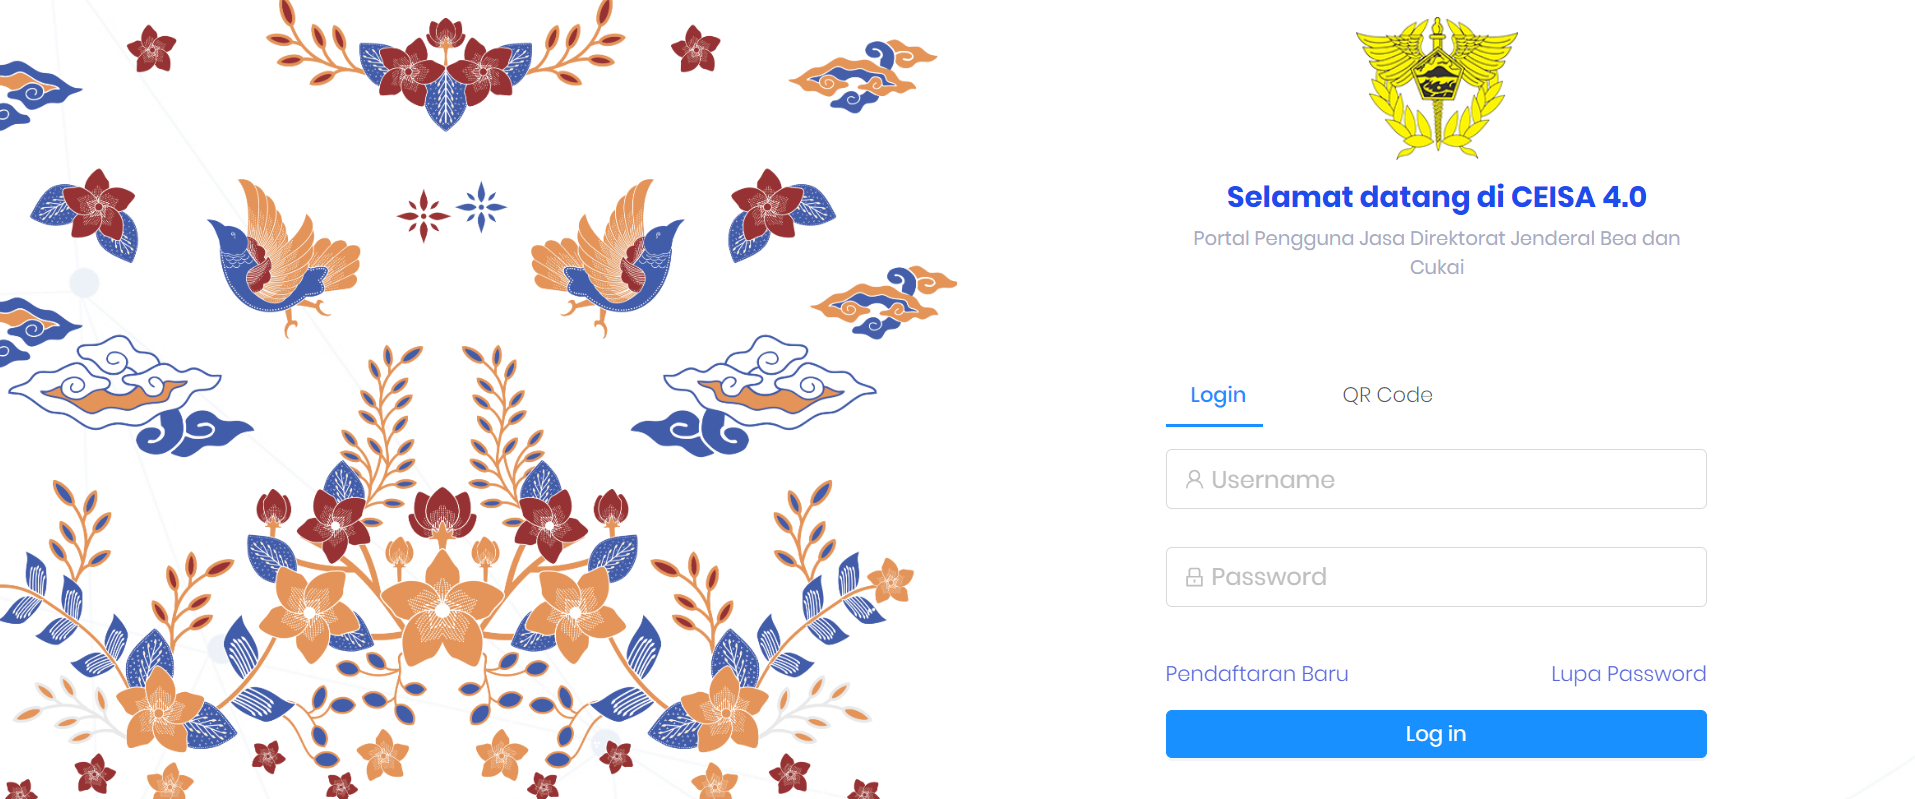 Selamat datang di CEISA 4.0
Portal Pengguna Jasa Direktorat Jenderal Bea dan
Cukai
Login QR Code
Username
Password
Pendaftaran Baru Lupa Password
Log in